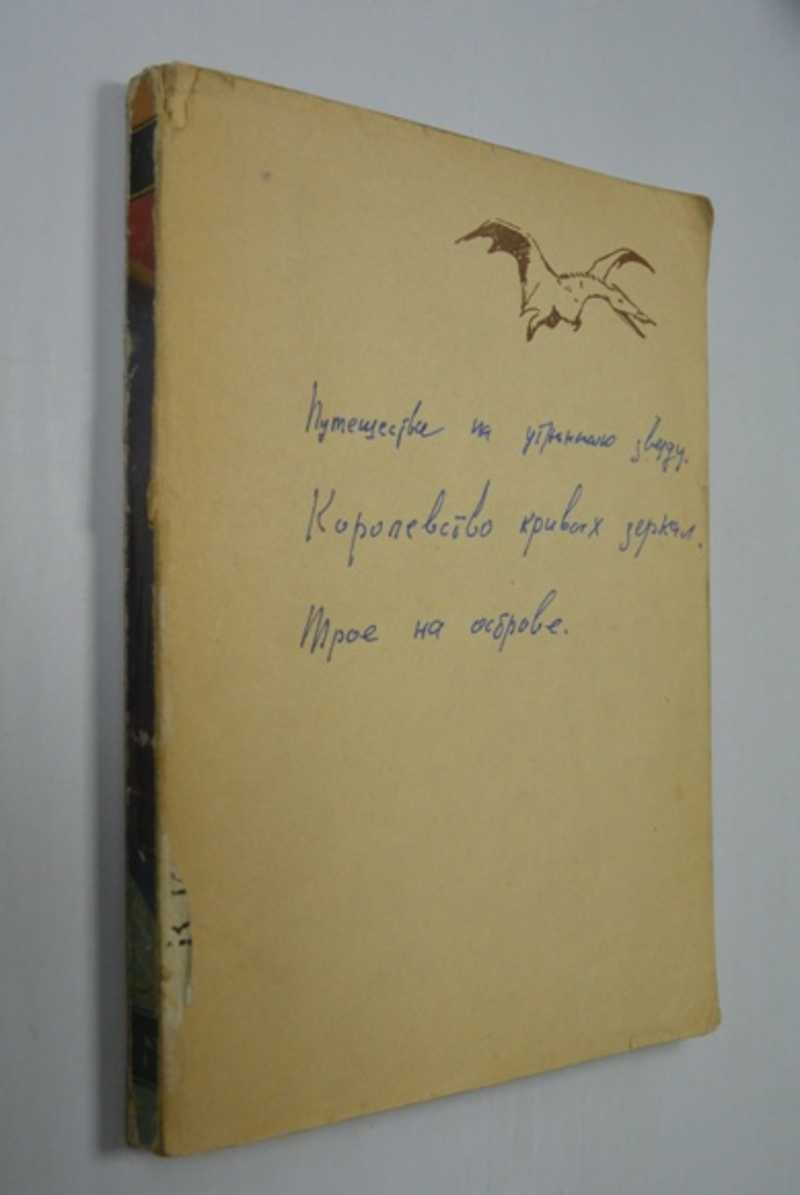 Путешествие на утреннюю звезду.
Королевство кривых зеркал.
Трое на острове.